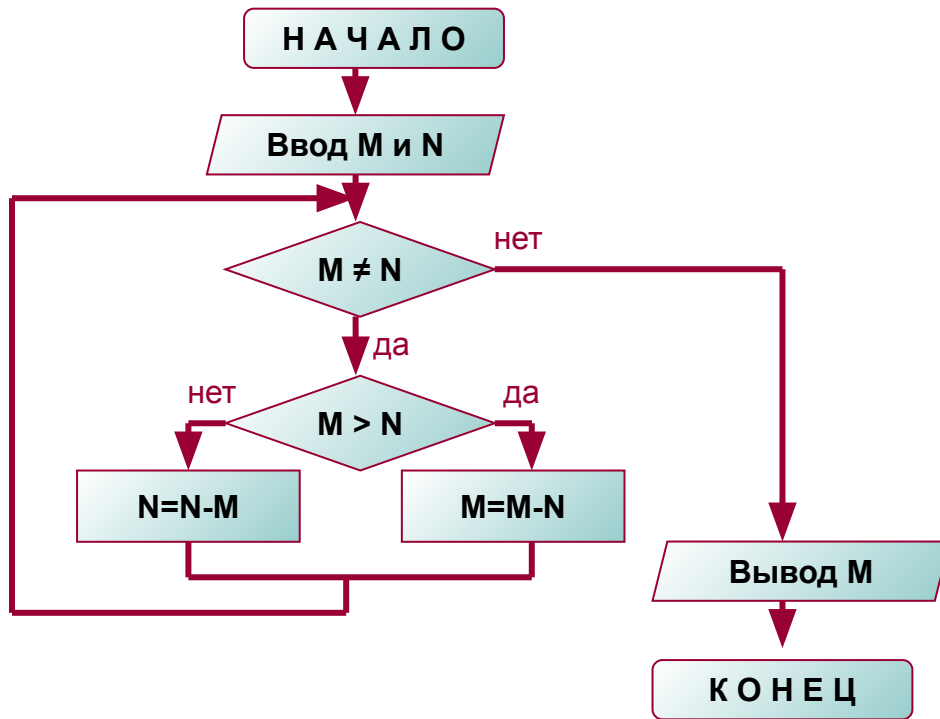 Н А Ч А Л О
Ввод M и N
M ≠ N
нет
да
M > N
нет
да
N=N-M
M=M-N
Вывод M
К О Н Е Ц